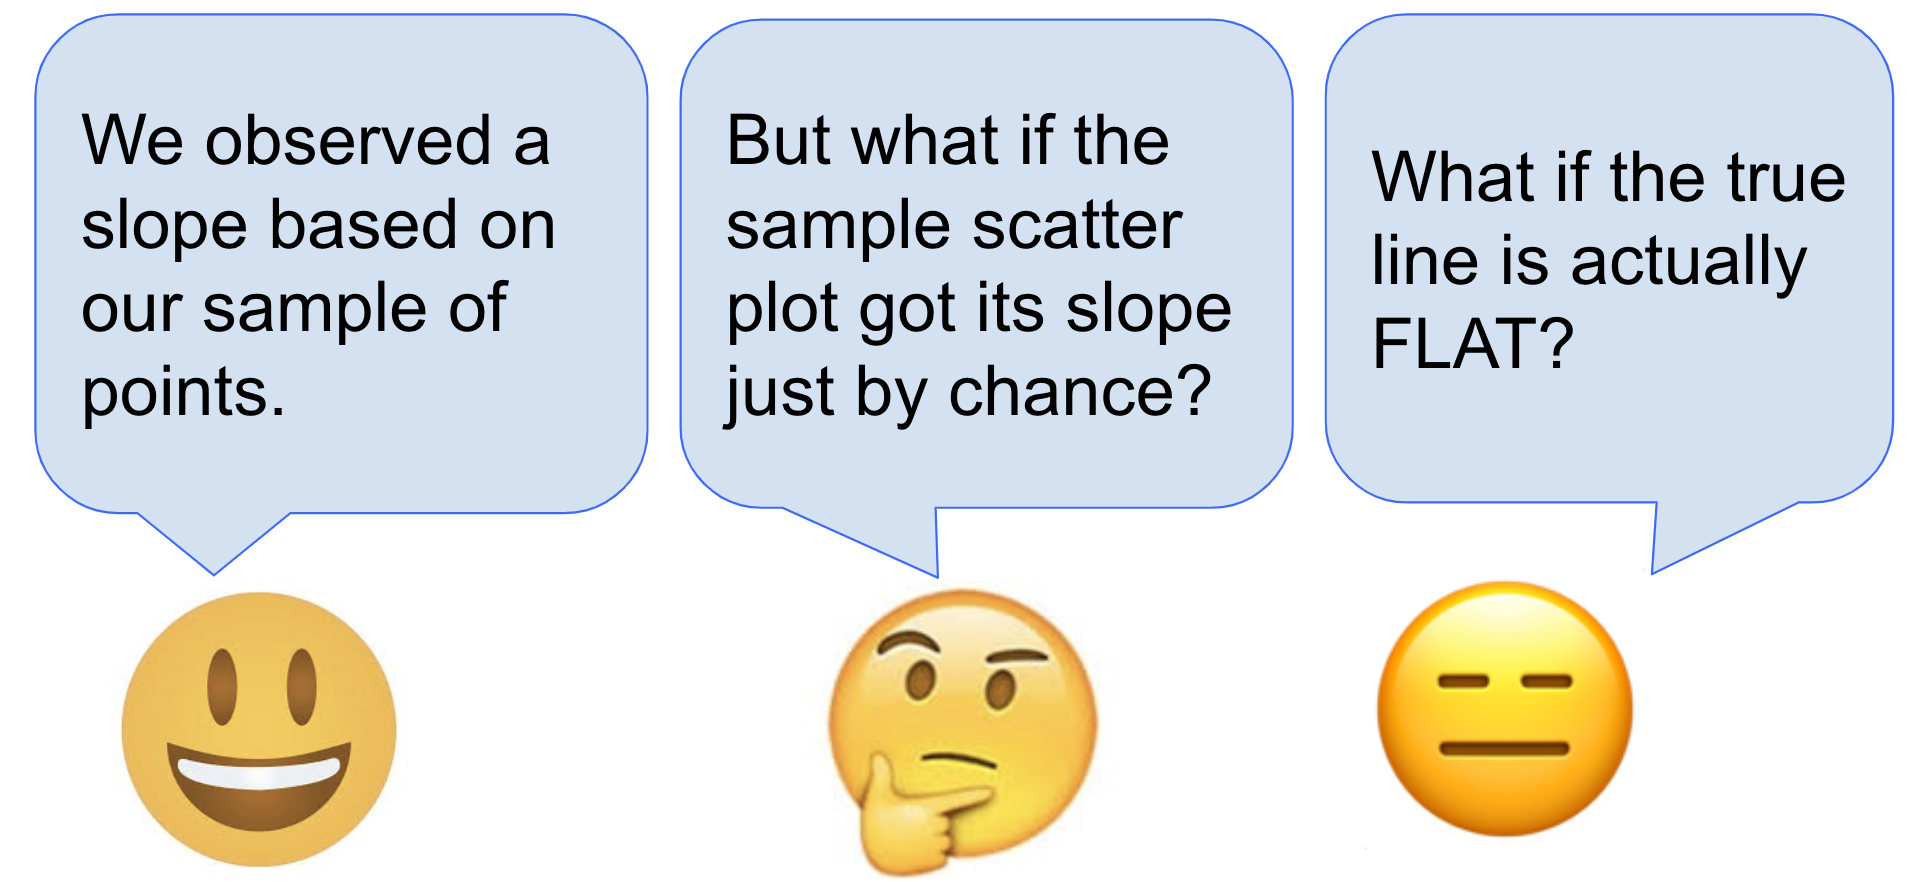 We observed a
slope based on
our sample of
points.
But what if the
sample scatter
plot got its slope
just by chance?
What if the true
line is actually
FLAT?